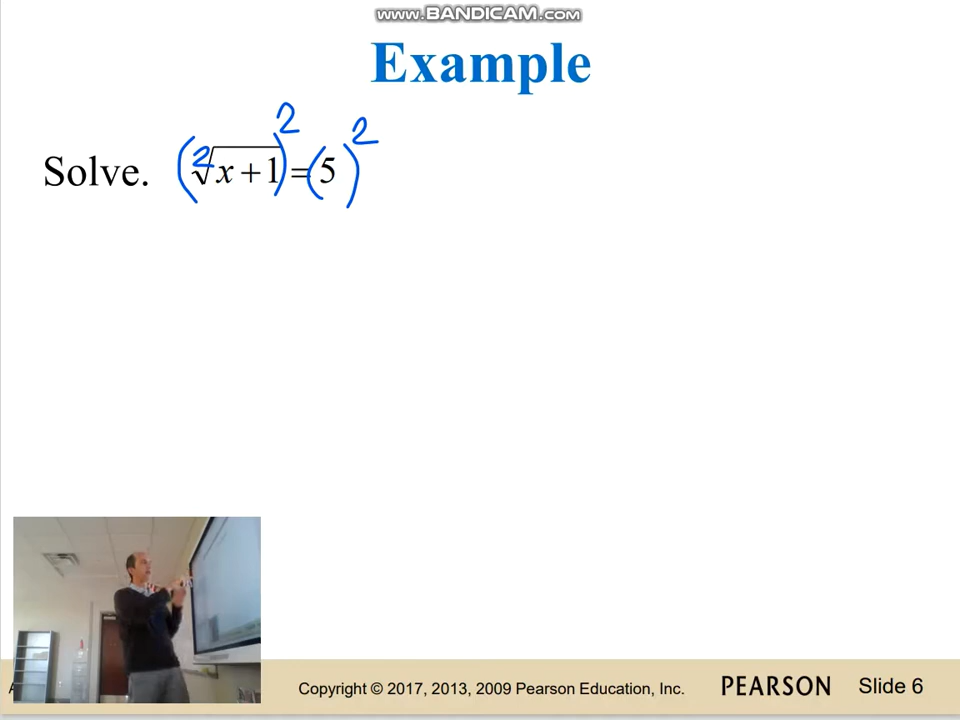 www.BANDICAM.com
Example
Solve. (²√x + 1)² = (5)²
Copyright © 2017, 2013, 2009 Pearson Education, Inc. PEARSON Slide 6